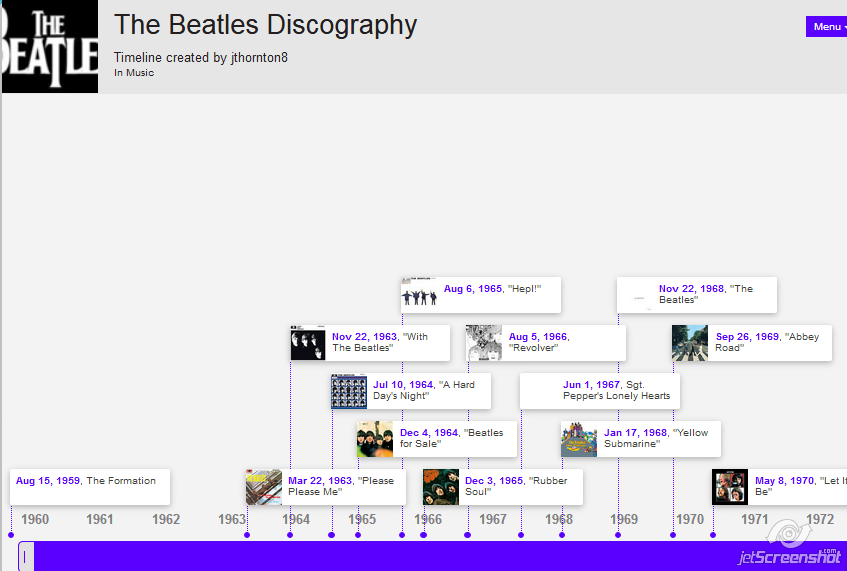 THE
BEATLE
The Beatles Discography
Timeline created by jthornton8
In Music
Menu
Aug 6, 1965, "Hepl!"
Nov 22, 1968, "The
Beatles"
Nov 22, 1963, "With
The Beatles"
Aug 5, 1966,
"Revolver"
Sep 26, 1969, "Abbey
Road"
Jul 10, 1964, "A Hard
Day's Night"
Jun 1, 1967, Sgt.
Pepper's Lonely Hearts
Dec 4, 1964, "Beatles
for Sale"
Jan 17, 1968, "Yellow
Submarine"
Aug 15, 1959, The Formation
Mar 22, 1963, "Please
Please Me"
Dec 3, 1965, "Rubber
Soul"
May 8, 1970, "Let It
Be"
1960 1961 1962 1963 1964 1965 1966 1967 1968 1969 1970 1971 1972
jetScreenshot.com